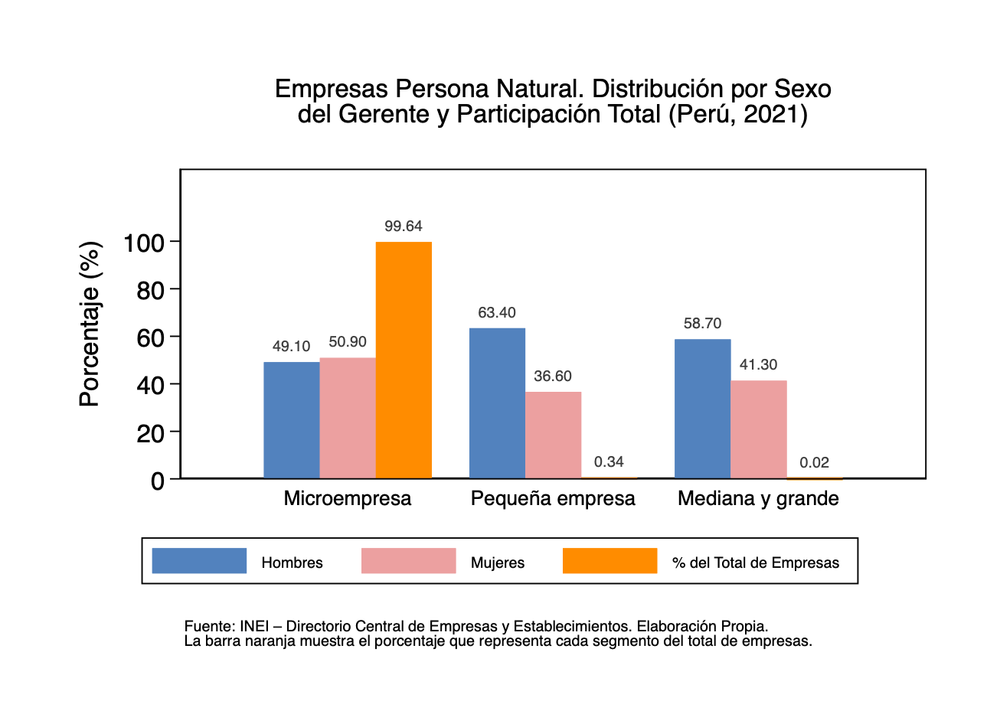 Empresas Persona Natural. Distribución por Sexo
del Gerente y Participación Total (Perú, 2021)
Porcentaje (%)
100
80
60
40
20
0
49.10
50.90
99.64
63.40
36.60
0.34
58.70
41.30
0.02
Microempresa
Pequeña empresa
Mediana y grande
Hombres
Mujeres
% del Total de Empresas
Fuente: INEI – Directorio Central de Empresas y Establecimientos. Elaboración Propia.
La barra naranja muestra el porcentaje que representa cada segmento del total de empresas.